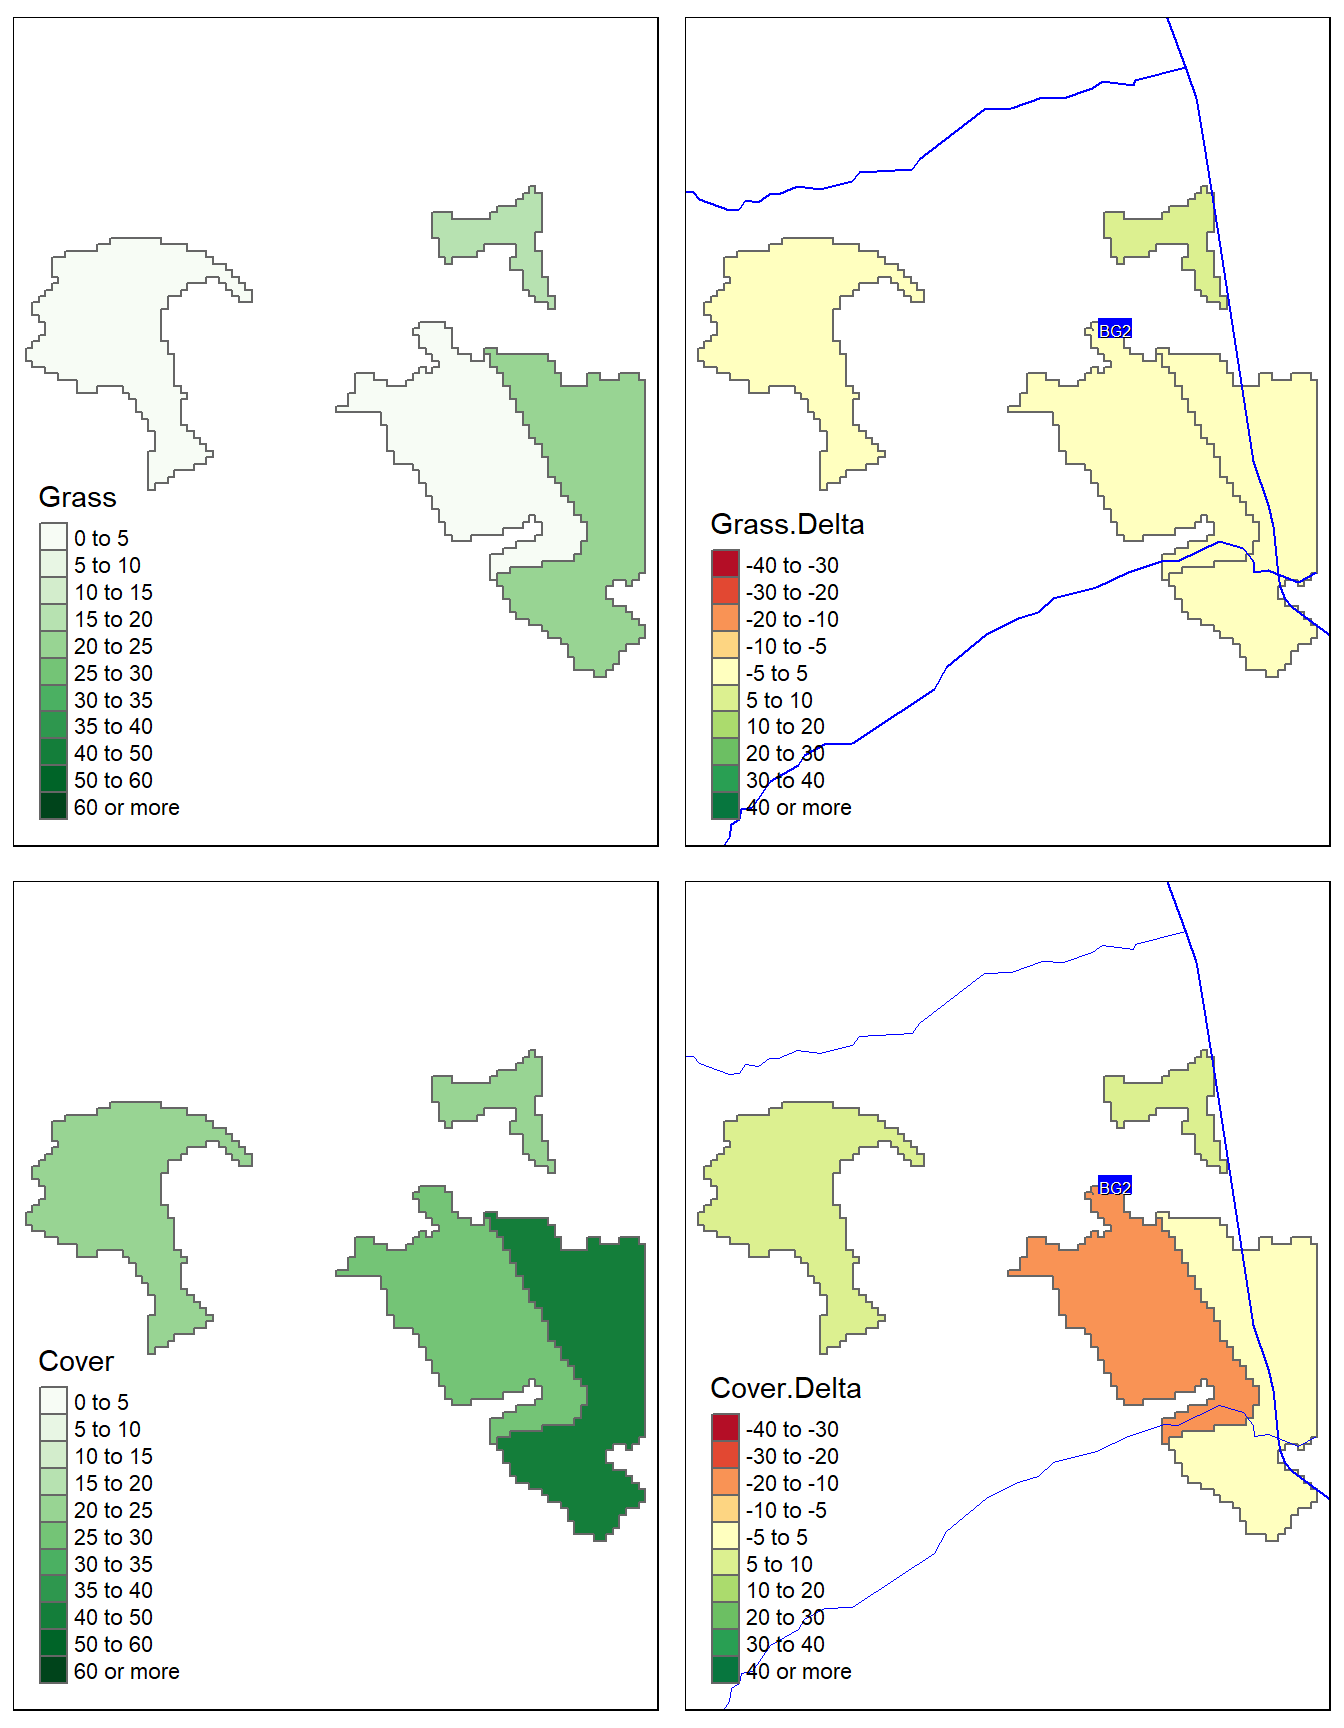 Grass
0 to 5
5 to 10
10 to 15
15 to 20
20 to 25
25 to 30
30 to 35
35 to 40
40 to 50
50 to 60
60 or more
BG2
Grass.Delta
-40 to -30
-30 to -20
-20 to -10
-10 to -5
-5 to 5
5 to 10
10 to 20
20 to 30
30 to 40
40 or more
Cover
0 to 5
5 to 10
10 to 15
15 to 20
20 to 25
25 to 30
30 to 35
35 to 40
40 to 50
50 to 60
60 or more
BG2
Cover.Delta
-40 to -30
-30 to -20
-20 to -10
-10 to -5
-5 to 5
5 to 10
10 to 20
20 to 30
30 to 40
40 or more